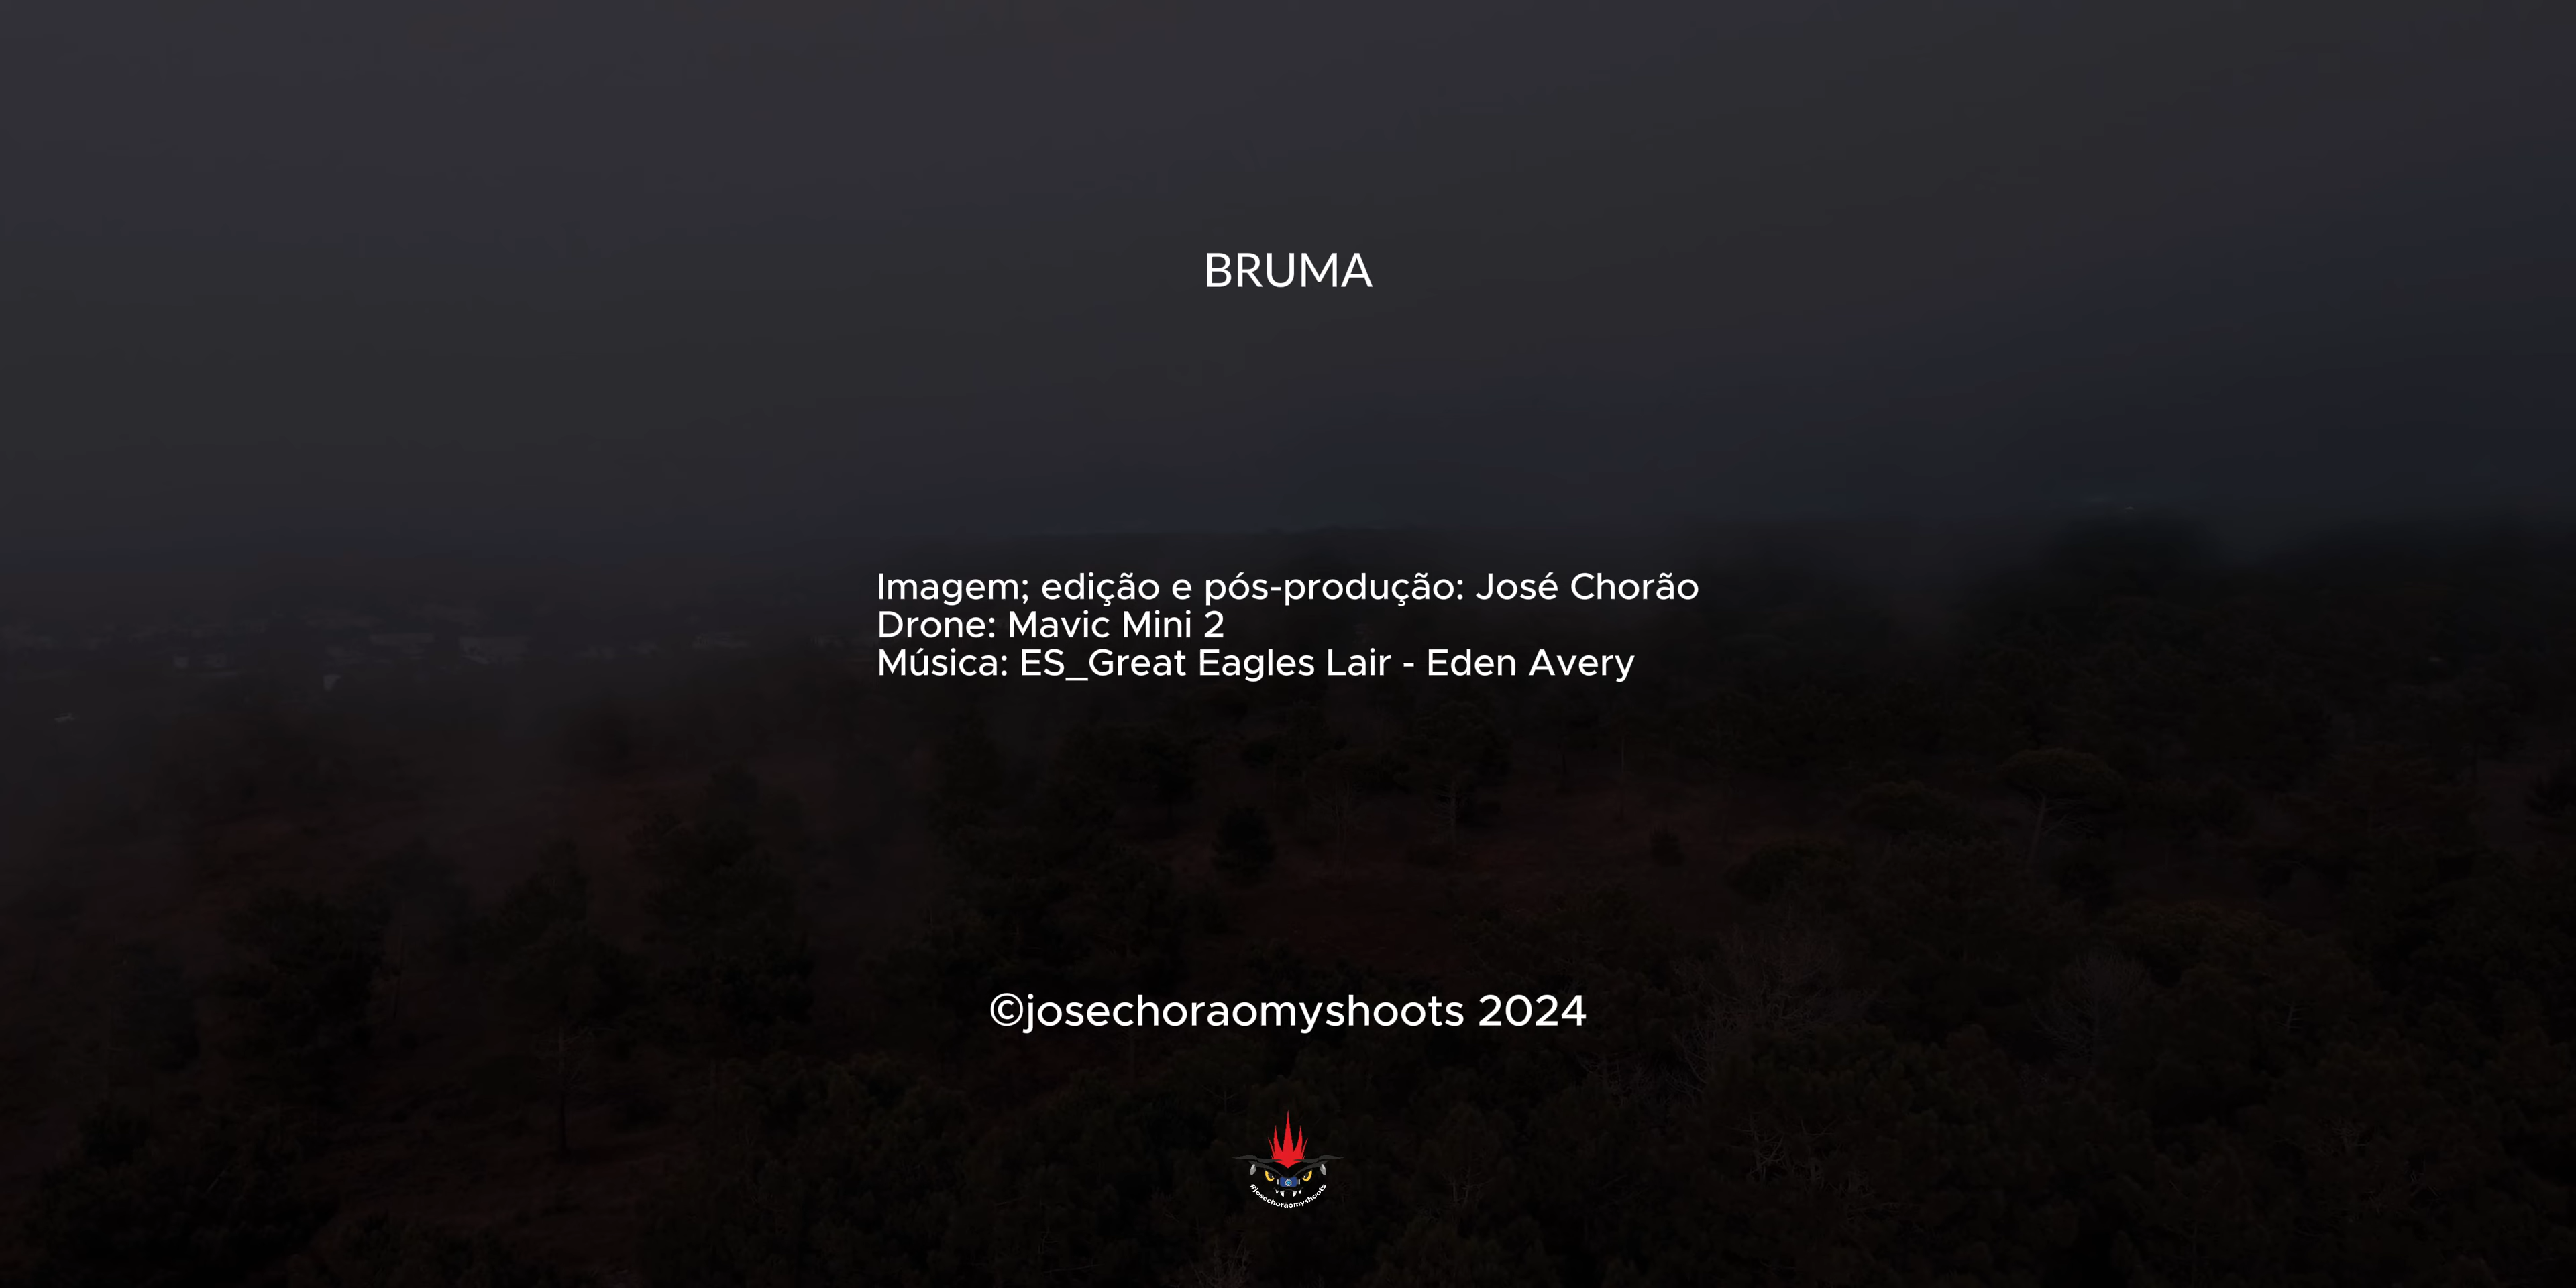 BRUMA
Imagem; edição e pós-produção: José Chorão
Drone: Mavic Mini 2
Música: ES_Great Eagles Lair - Eden Avery
©josechoraomyshoots 2024
#joséchorãomyshoots